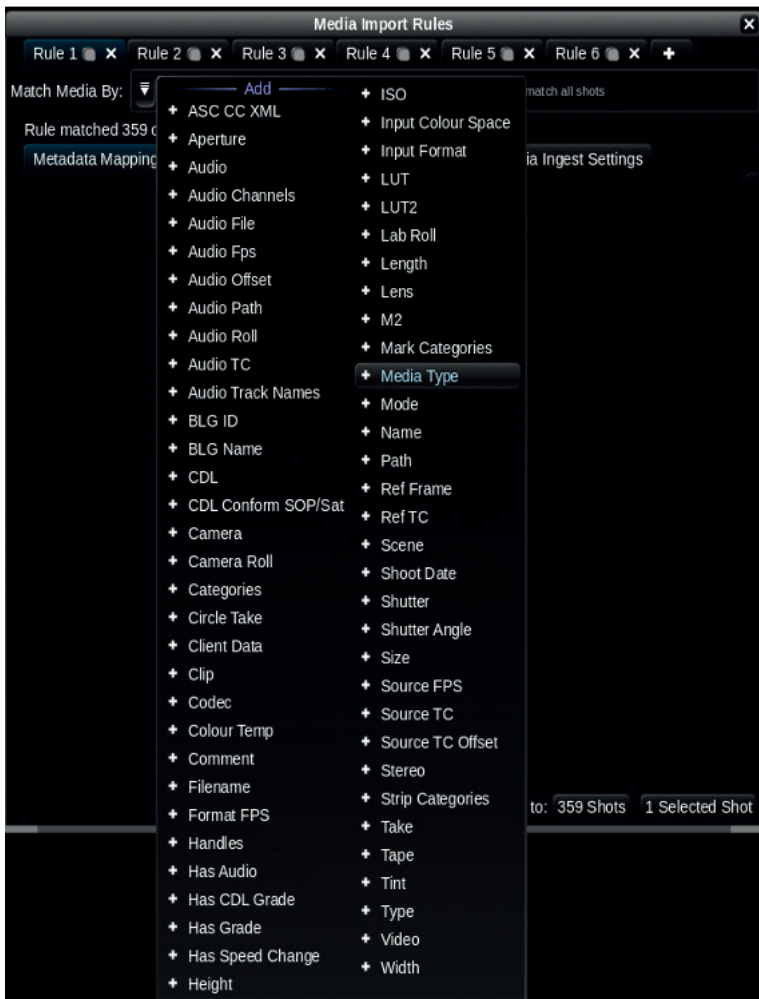 Media Import Rules
Rule 1 Rule 2 Rule 3 Rule 4 Rule 5 Rule 6
Match Media By:
match all shots
Rule matched 359
Metadata Mapping
Ingest Settings
Add
ASC CC XML
Aperture
Audio
Audio Channels
Audio File
Audio Fps
Audio Offset
Audio Path
Audio Roll
Audio TC
Audio Track Names
BLG ID
BLG Name
CDL
CDL Conform SOP/Sat
Camera
Camera Roll
Categories
Circle Take
Client Data
Clip
Codec
Colour Temp
Comment
Filename
Format FPS
Handles
Has Audio
Has CDL Grade
Has Grade
Has Speed Change
Height
ISO
Input Colour Space
Input Format
LUT
LUT2
Lab Roll
Length
Lens
M2
Mark Categories
Media Type
Mode
Name
Path
Ref Frame
Ref TC
Scene
Shoot Date
Shutter
Shutter Angle
Size
Source FPS
Source TC
Source TC Offset
Stereo
Strip Categories
Take
Tape
Tint
Type
Video
Width
to: 359 Shots 1 Selected Shot